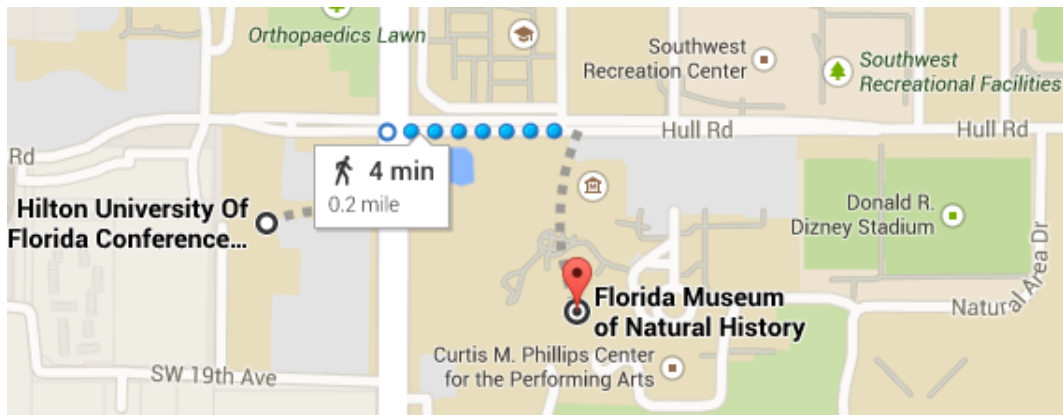 Orthopaedics Lawn
Southwest
Recreation Center
Southwest
Recreational Facilities
Hull Rd
Hull Rd
Rd
4 min
0.2 mile
Hilton University Of
Florida Conference...
Donald R.
Dizney Stadium
Natural Area Dr
Florida Museum
of Natural History
Curtis M. Phillips Center
for the Performing Arts
SW 19th Ave